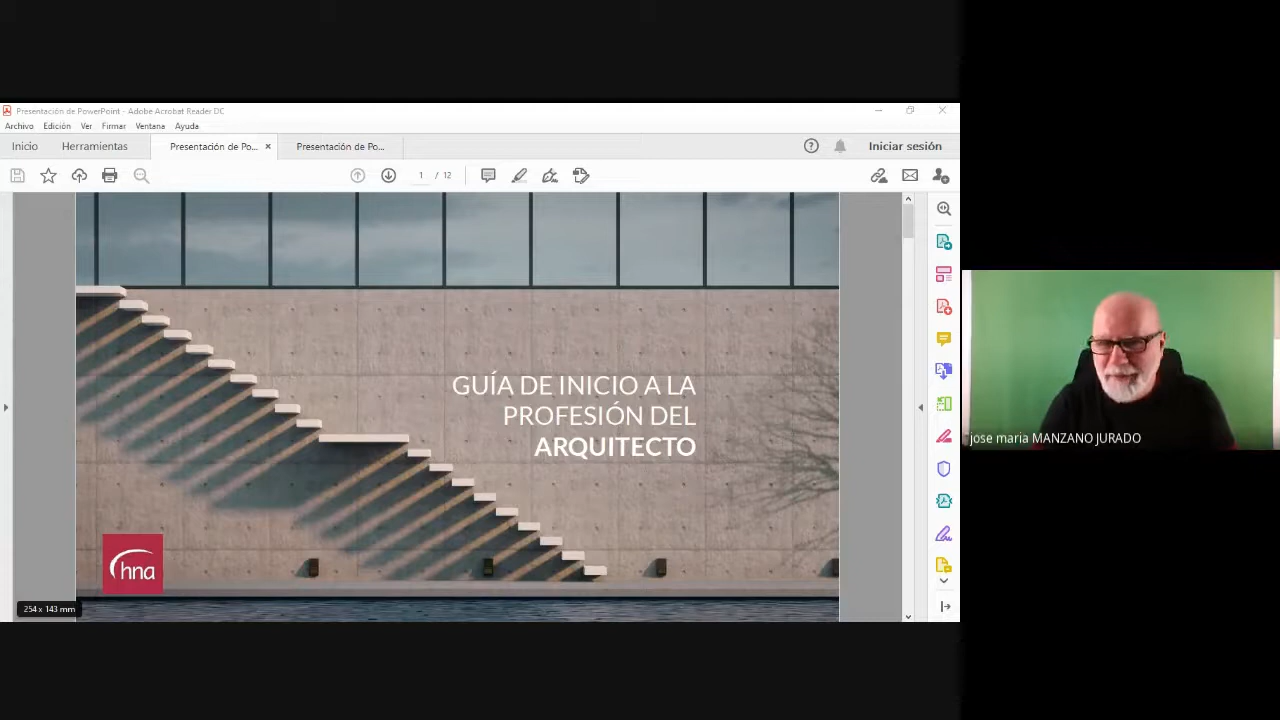 Presentación de PowerPoint - Adobe Acrobat Reader DC
Archivo Edición Ver Firmar Ventana Ayuda
Inicio Herramientas Presentación de Po... × Presentación de Po... Iniciar sesión
1 / 12
GUÍA DE INICIO A LA
PROFESIÓN DEL
ARQUITECTO
hna
254 x 143 mm
jose maria MANZANO JURADO